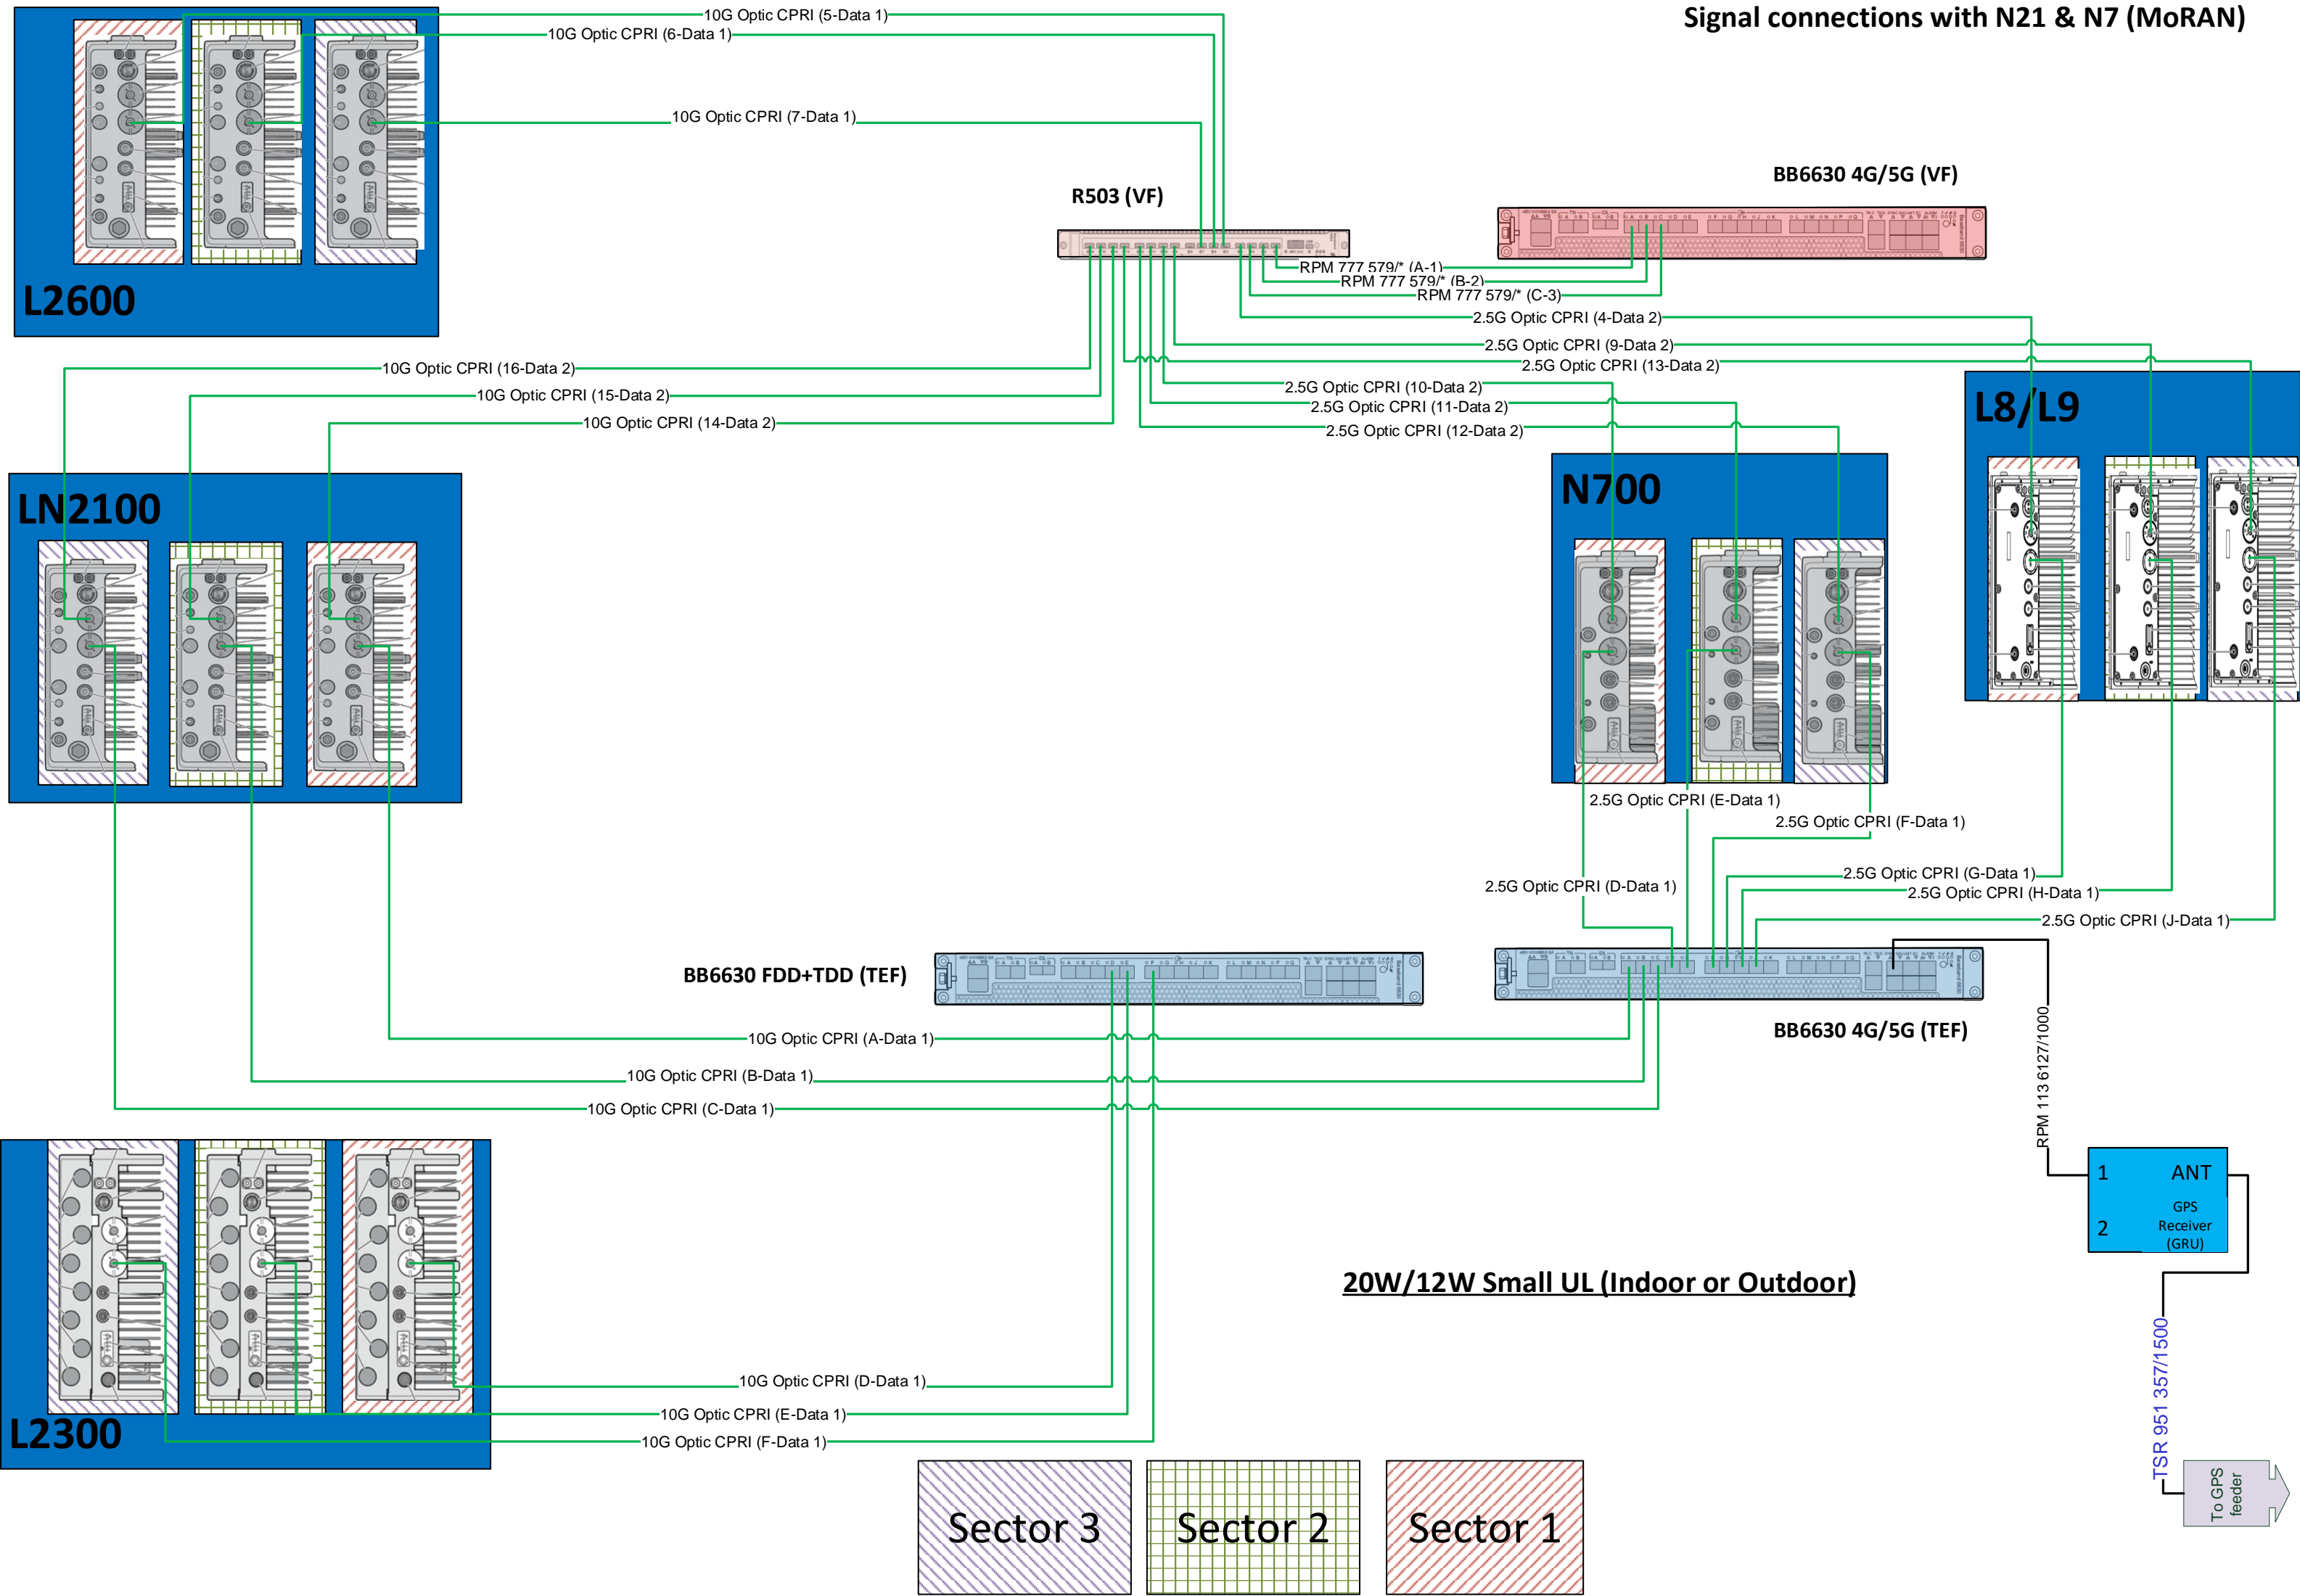 Signal connections with N21 & N7 (MoRAN)
10G Optic CPRI (5-Data 1)
10G Optic CPRI (6-Data 1)
10G Optic CPRI (7-Data 1)
L2600
R503 (VF)
BB6630 4G/5G (VF)
RPM 777 579/* (A-1)
RPM 777 579/* (B-2)
RPM 777 579/* (C-3)
2.5G Optic CPRI (4-Data 2)
2.5G Optic CPRI (9-Data 2)
2.5G Optic CPRI (13-Data 2)
10G Optic CPRI (16-Data 2)
10G Optic CPRI (15-Data 2)
10G Optic CPRI (14-Data 2)
2.5G Optic CPRI (10-Data 2)
2.5G Optic CPRI (11-Data 2)
2.5G Optic CPRI (12-Data 2)
L8/L9
LN2100
N700
2.5G Optic CPRI (E-Data 1)
2.5G Optic CPRI (F-Data 1)
2.5G Optic CPRI (D-Data 1)
2.5G Optic CPRI (G-Data 1)
2.5G Optic CPRI (H-Data 1)
2.5G Optic CPRI (J-Data 1)
BB6630 FDD+TDD (TEF)
BB6630 4G/5G (TEF)
10G Optic CPRI (A-Data 1)
10G Optic CPRI (B-Data 1)
10G Optic CPRI (C-Data 1)
RPM 113 6127/1000
1
ANT
2
GPS
Receiver
(GRU)
L2300
20W/12W Small UL (Indoor or Outdoor)
10G Optic CPRI (D-Data 1)
10G Optic CPRI (E-Data 1)
10G Optic CPRI (F-Data 1)
TSR 951 357/1500
To GPS
feeder
Sector 3
Sector 2
Sector 1